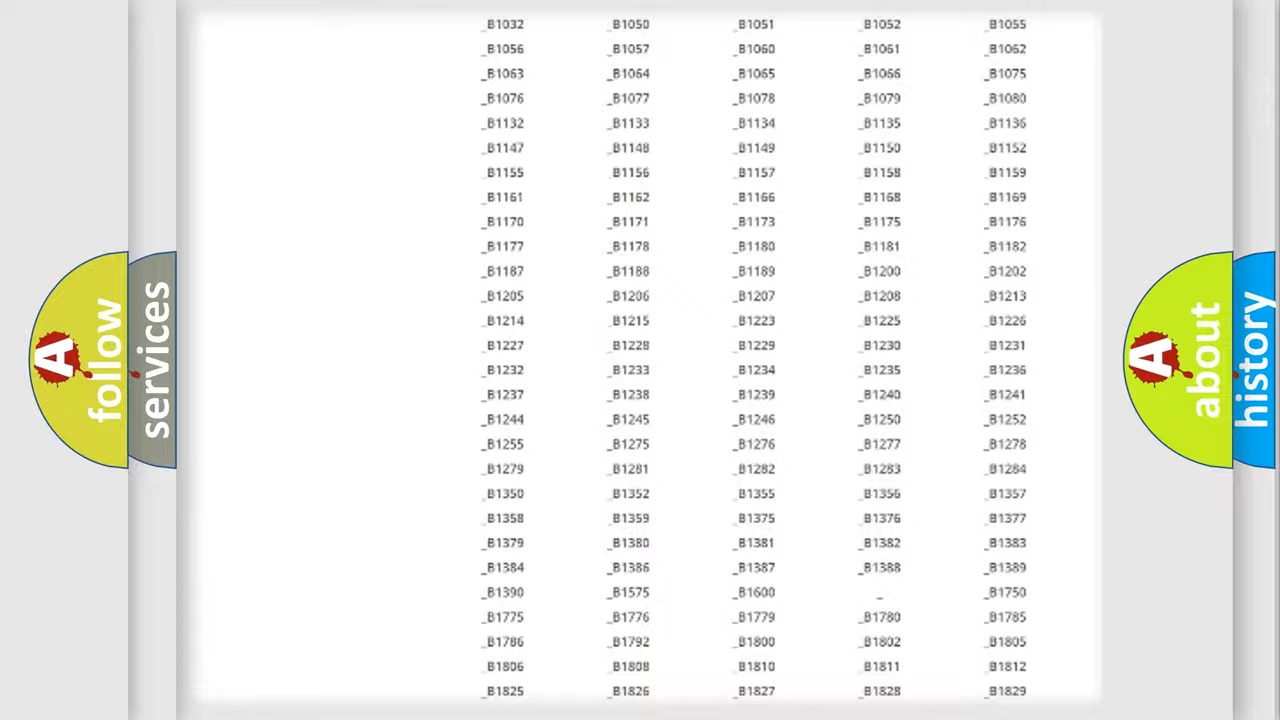 _B1032 _B1050 _B1051 _B1052 _B1055
_B1056 _B1057 _B1060 _B1061 _B1062
_B1063 _B1064 _B1065 _B1066 _B1075
_B1076 _B1077 _B1078 _B1079 _B1080
_B1132 _B1133 _B1134 _B1135 _B1136
_B1147 _B1148 _B1149 _B1150 _B1152
_B1155 _B1156 _B1157 _B1158 _B1159
_B1161 _B1162 _B1166 _B1168 _B1169
_B1170 _B1171 _B1173 _B1175 _B1176
_B1177 _B1178 _B1180 _B1181 _B1182
_B1187 _B1188 _B1189 _B1200 _B1202
_B1205 _B1206 _B1207 _B1208 _B1213
_B1214 _B1215 _B1223 _B1225 _B1226
_B1227 _B1228 _B1229 _B1230 _B1231
_B1232 _B1233 _B1234 _B1235 _B1236
_B1237 _B1238 _B1239 _B1240 _B1241
_B1244 _B1245 _B1246 _B1250 _B1252
_B1255 _B1275 _B1276 _B1277 _B1278
_B1279 _B1281 _B1282 _B1283 _B1284
_B1350 _B1352 _B1355 _B1356 _B1357
_B1358 _B1359 _B1375 _B1376 _B1377
_B1379 _B1380 _B1381 _B1382 _B1383
_B1384 _B1386 _B1387 _B1388 _B1389
_B1390 _B1575 _B1600 _ _B1750
_B1775 _B1776 _B1779 _B1780 _B1785
_B1786 _B1792 _B1800 _B1802 _B1805
_B1806 _B1808 _B1810 _B1811 _B1812
_B1825 _B1826 _B1827 _B1828 _B1829
A follow
services
A about
history